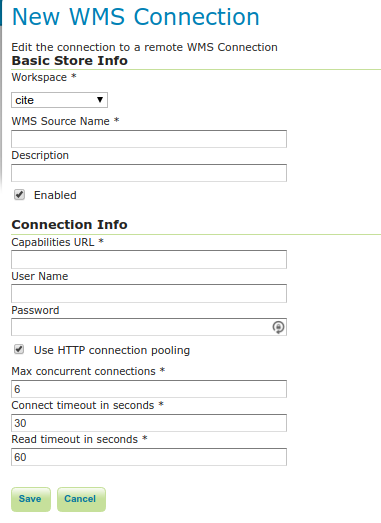 New WMS Connection
Edit the connection to a remote WMS Connection
Basic Store Info
Workspace *
cite
WMS Source Name *
Description
Enabled
Connection Info
Capabilities URL *
User Name
Password
Use HTTP connection pooling
Max concurrent connections *
6
Connect timeout in seconds *
30
Read timeout in seconds *
60
Save Cancel